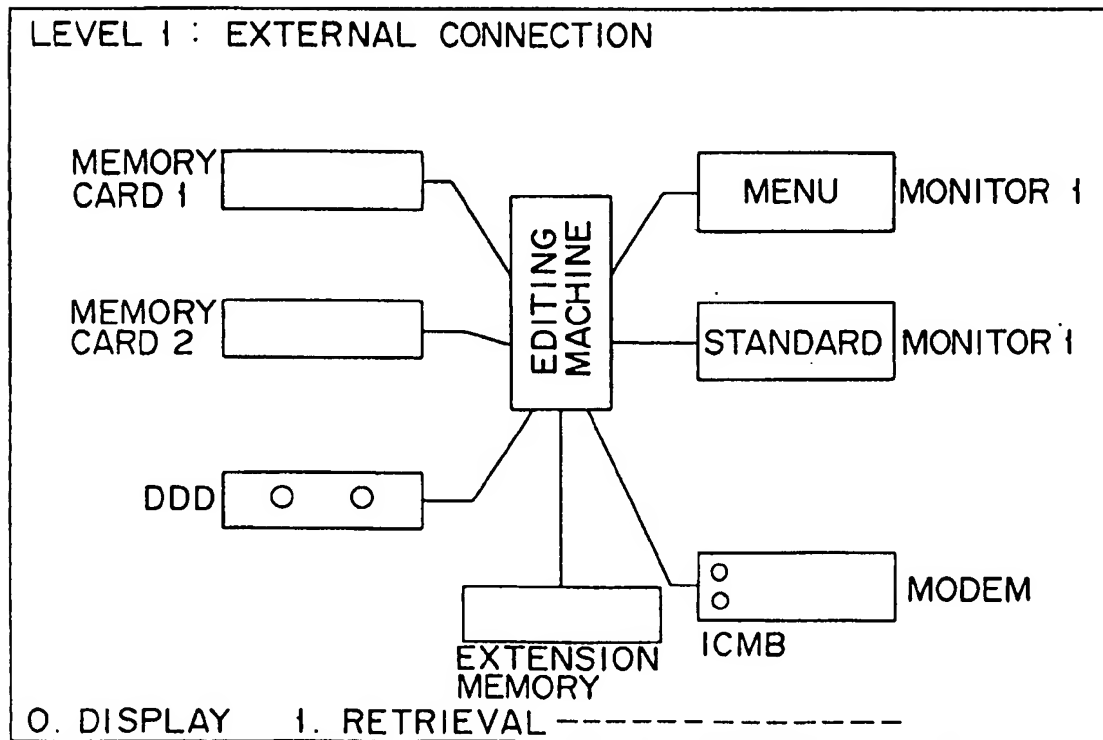 LEVEL 1 : EXTERNAL CONNECTION
MEMORY
CARD 1
MENU
MONITOR 1
EDITING
MACHINE
MEMORY
CARD 2
STANDARD
MONITOR 1
DDD
MODEM
ICMB
EXTENSION
MEMORY
0. DISPLAY 1. RETRIEVAL ---------------